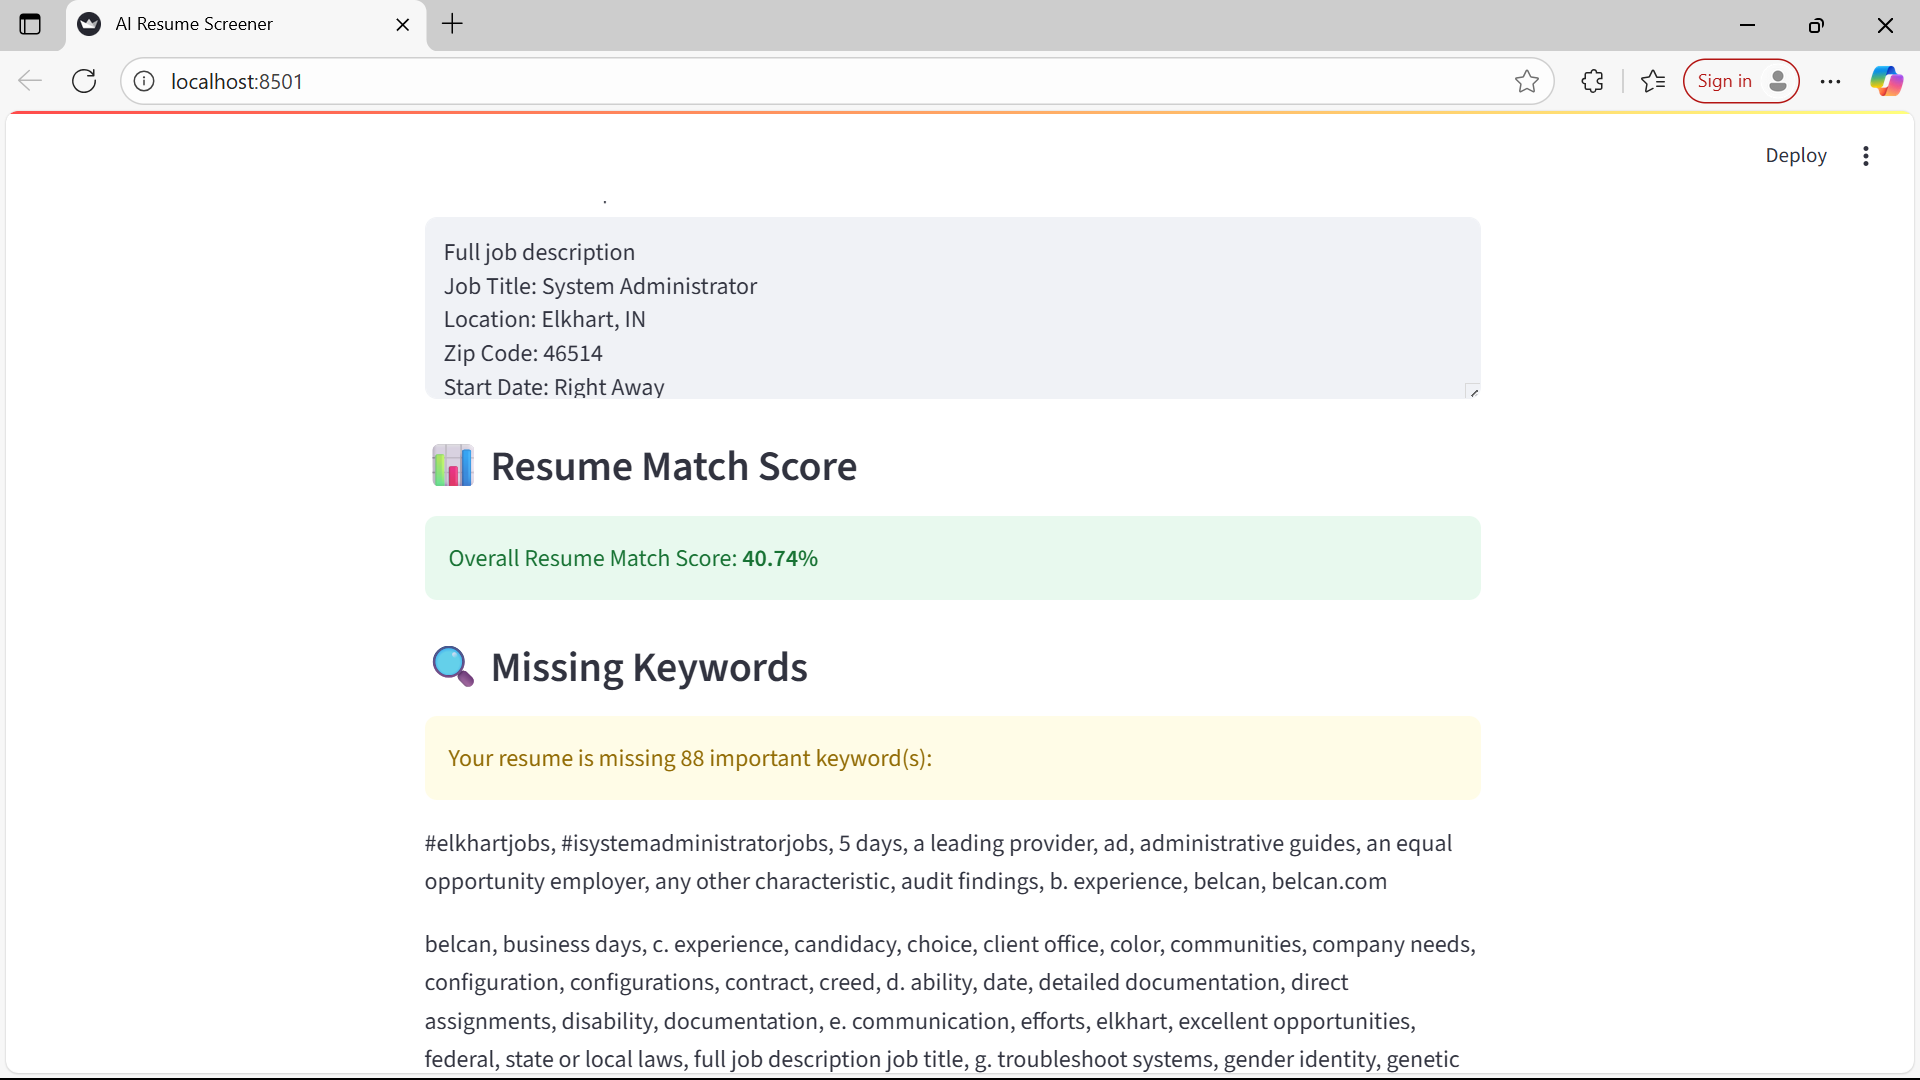 AI Resume Screener
localhost:8501
Sign in
Deploy
Full job description
Job Title: System Administrator
Location: Elkhart, IN
Zip Code: 46514
Start Date: Right Away
Resume Match Score
Overall Resume Match Score: 40.74%
Missing Keywords
Your resume is missing 88 important keyword(s):
#elkhartjobs, #isystemadministratorjobs, 5 days, a leading provider, ad, administrative guides, an equal
opportunity employer, any other characteristic, audit findings, b. experience, belcan, belcan.com
belcan, business days, c. experience, candidacy, choice, client office, color, communities, company needs,
configuration, configurations, contract, creed, d. ability, date, detailed documentation, direct
assignments, disability, documentation, e. communication, efforts, elkhart, excellent opportunities,
federal, state or local laws, full job description job title, g. troubleshoot systems, gender identity, genetic